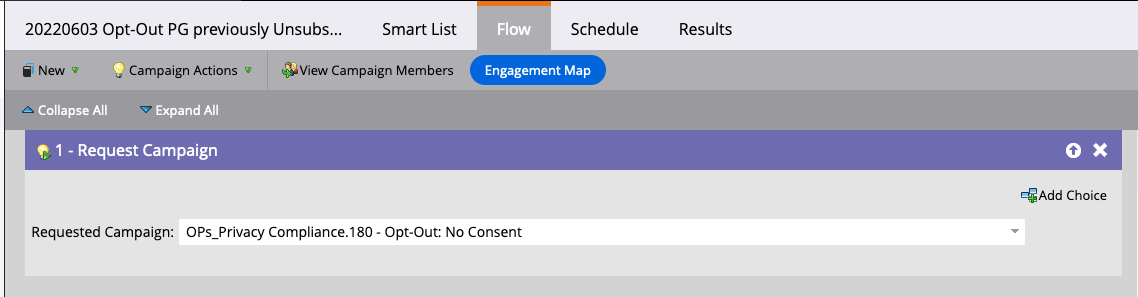 20220603 Opt-Out PG previously Unsubs... Smart List Flow Schedule Results
New Campaign Actions View Campaign Members Engagement Map
Collapse All Expand All
1 - Request Campaign
Add Choice
Requested Campaign: OPs_Privacy Compliance.180 - Opt-Out: No Consent